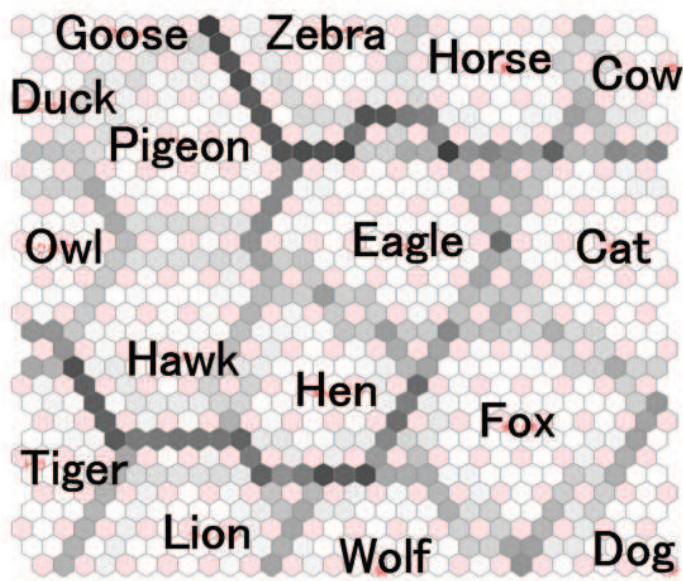 Goose Zebra
Horse Cow
Duck
Pigeon
Owl Eagle Cat
Hawk
Hen
Fox
Tiger
Lion
Wolf Dog